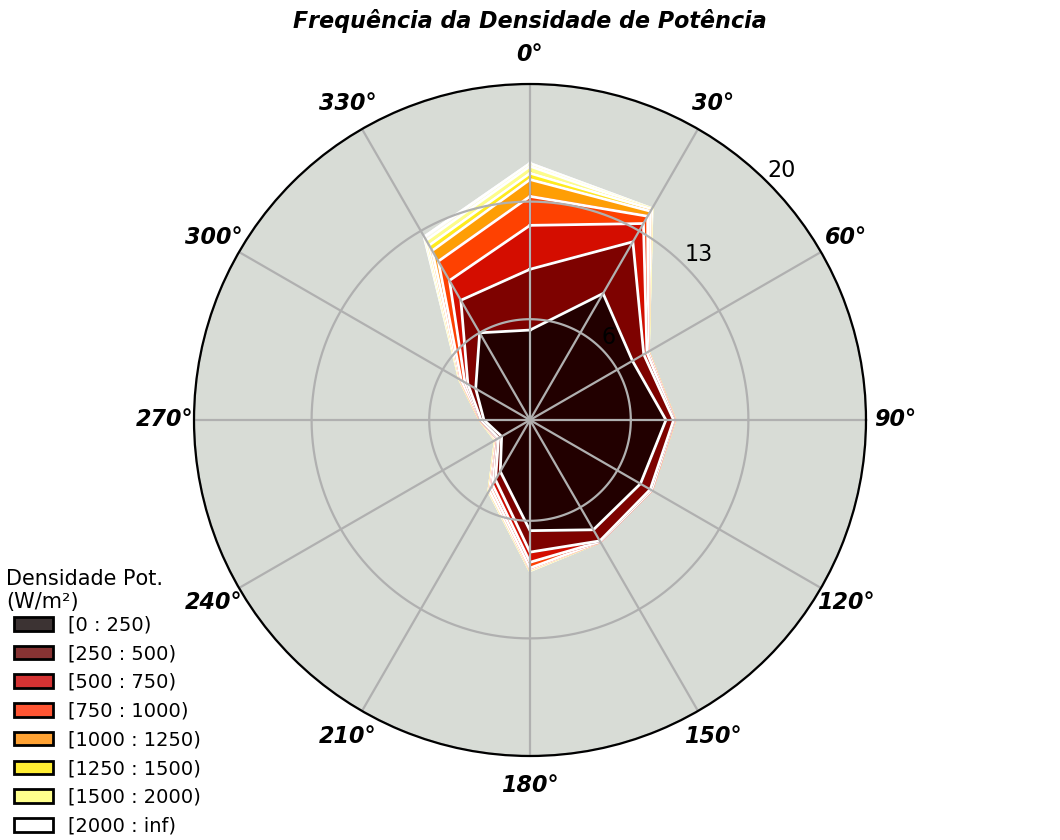 Frequência da Densidade de Potência
0°
330°
30°
20
300°
60°
13
6
270°
90°
240°
120°
210°
150°
180°
Densidade Pot.
(W/m²)
[0 : 250)
[250 : 500)
[500 : 750)
[750 : 1000)
[1000 : 1250)
[1250 : 1500)
[1500 : 2000)
[2000 : inf)